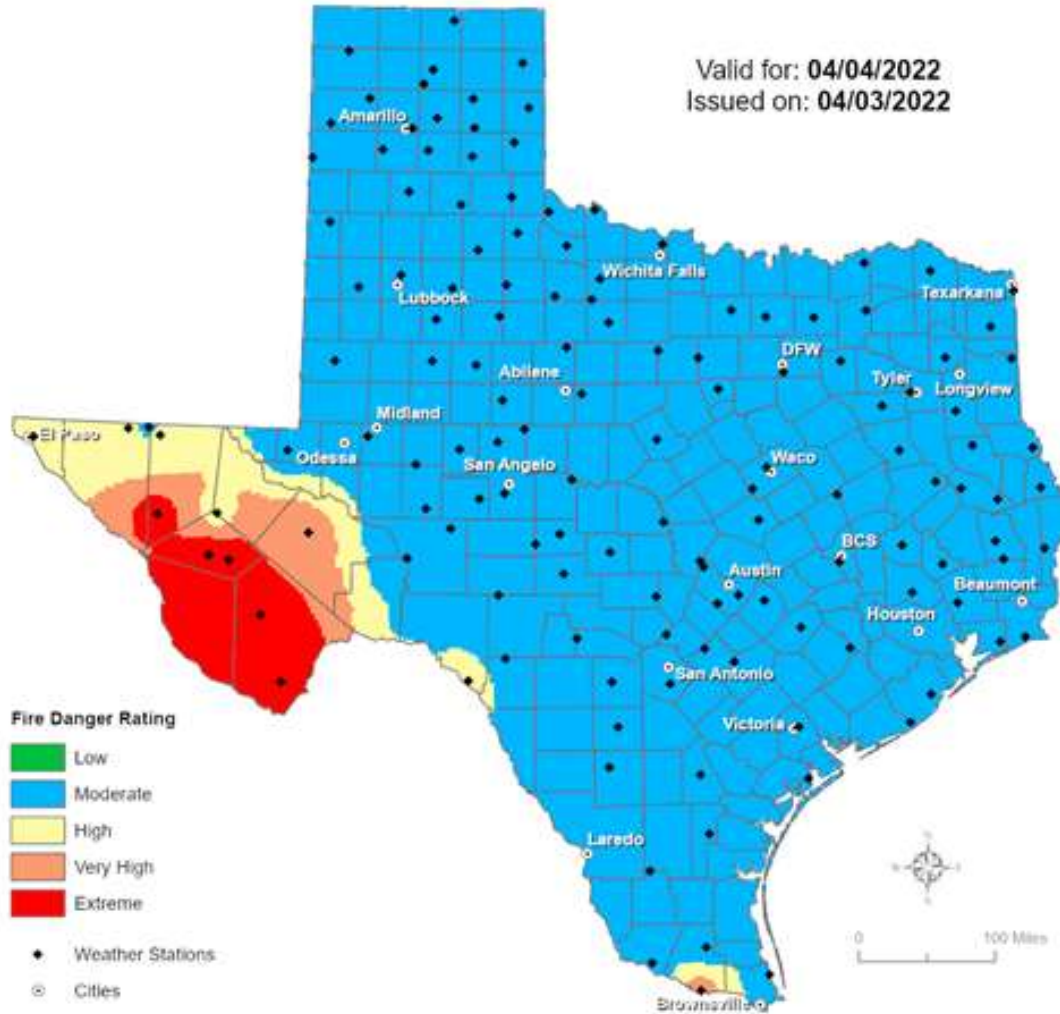 Valid for: 04/04/2022
Issued on: 04/03/2022
Amarillo
Wichita Falls
Lubbock
Texarkana
DFW
Abilene
Tyler
Longview
Midland
El Paso
Odessa
San Angelo
Waco
BCS
Austin
Beaumont
Houston
San Antonio
Victoria
Laredo
Brownsville
Fire Danger Rating
Low
Moderate
High
Very High
Extreme
Weather Stations
Cities
0 100 Miles